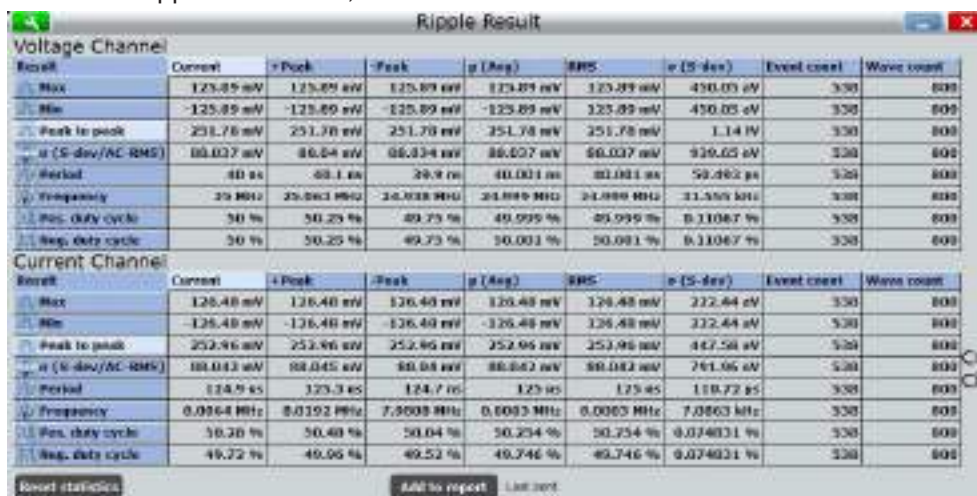 Ripple Result
Voltage Channel
Result Current +Peak -Peak μ (Avg) RMS σ (S-dev) Event count Wave count
Max 125.89 mV 125.89 mV 125.89 mV 125.89 mV 125.89 mV 450.05 538 800
Min -125.89 mV -125.89 mV -125.89 mV -125.89 mV 125.89 mV 450.05 538 800
Peak to peak 251.78 mV 251.78 mV 251.78 mV 251.78 mV 251.78 mV 1.14 538 800
σ (S-dev/AC-RMS) 88.037 mV 88.04 mV 88.034 mV 88.037 mV 88.037 mV 538 800
Period 40 ns 40.1 ns 39.9 ns 40.001 ns 40.001 ns ps 538 800
Frequency 25 MHz 25.063 MHz 24.938 MHz 24.999 MHz 24.999 MHz kHz 538 800
Pos. duty cycle 50 % 50.25 % 49.75 % 49.999 % 49.999 % 0.11067 % 538 800
Neg. duty cycle 50 % 50.25 % 49.75 % 50.001 % 50.001 % 0.11067 % 538 800
Current Channel
Result Current +Peak -Peak μ (Avg) RMS σ (S-dev) Event count Wave count
Max 126.48 mV 126.48 mV 126.48 mV 126.48 mV 126.48 mV 222.44 538 800
Min -126.48 mV -126.48 mV -126.48 mV -126.48 mV 126.48 mV 222.44 538 800
Peak to peak 252.96 mV 252.96 mV 252.96 mV 252.96 mV 252.96 mV 538 800
σ (S-dev/AC-RMS) 88.042 mV 88.045 mV 88.04 mV 88.042 mV 88.042 mV 538 800
Period 124.9 ns 125.3 ns 124.7 ns 125 ns 125 ns ps 538 800
Frequency 8.0064 MHz 8.0192 MHz MHz 8.0003 MHz 8.0003 MHz kHz 538 800
Pos. duty cycle 50.28 % 50.48 % 50.04 % 50.254 % 50.254 % 0.074831 % 538 800
Neg. duty cycle 49.72 % 49.96 % 49.52 % 49.746 % 49.746 % 0.074831 % 538 800
Reset statistics Add to report Last sent